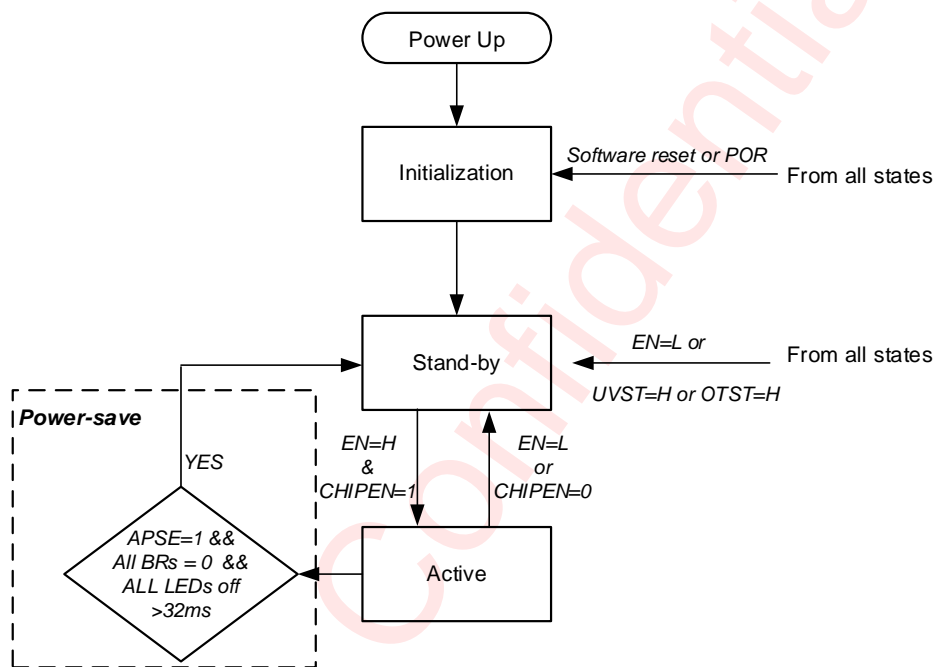 Power Up
Initialization
Software reset or POR
From all states
Stand-by
EN=L or
UVST=H or OTST=H
From all states
Power-save
YES
EN=H
&
CHIPEN=1
EN=L
or
CHIPEN=0
APSE=1 &&
All BRs = 0 &&
ALL LEDs off
>32ms
Active
Confidential